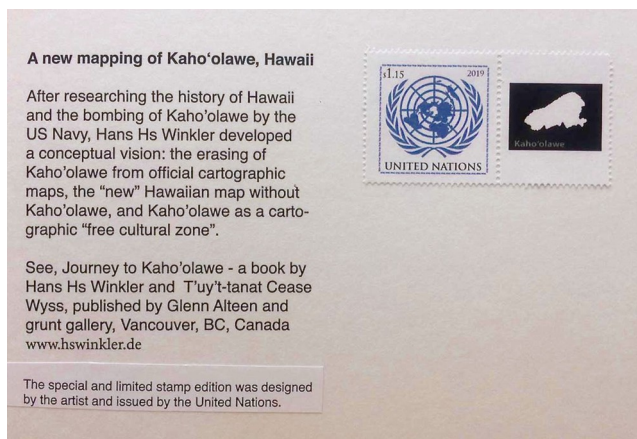 A new mapping of Kaho‘olawe, Hawaii
After researching the history of Hawaii
and the bombing of Kaho’olawe by the
US Navy, Hans Hs Winkler developed
a conceptual vision: the erasing of
Kaho’olawe from official cartographic
maps, the “new” Hawaiian map without
Kaho’olawe, and Kaho’olawe as a carto-
graphic “free cultural zone”.
See, Journey to Kaho’olawe - a book by
Hans Hs Winkler and T’uy’t-tanat Cease
Wyss, published by Glenn Alteen and
grunt gallery, Vancouver, BC, Canada
www.hswinkler.de
The special and limited stamp edition was designed
by the artist and issued by the United Nations.
$1.15 2019
UNITED NATIONS
Kaho’olawe